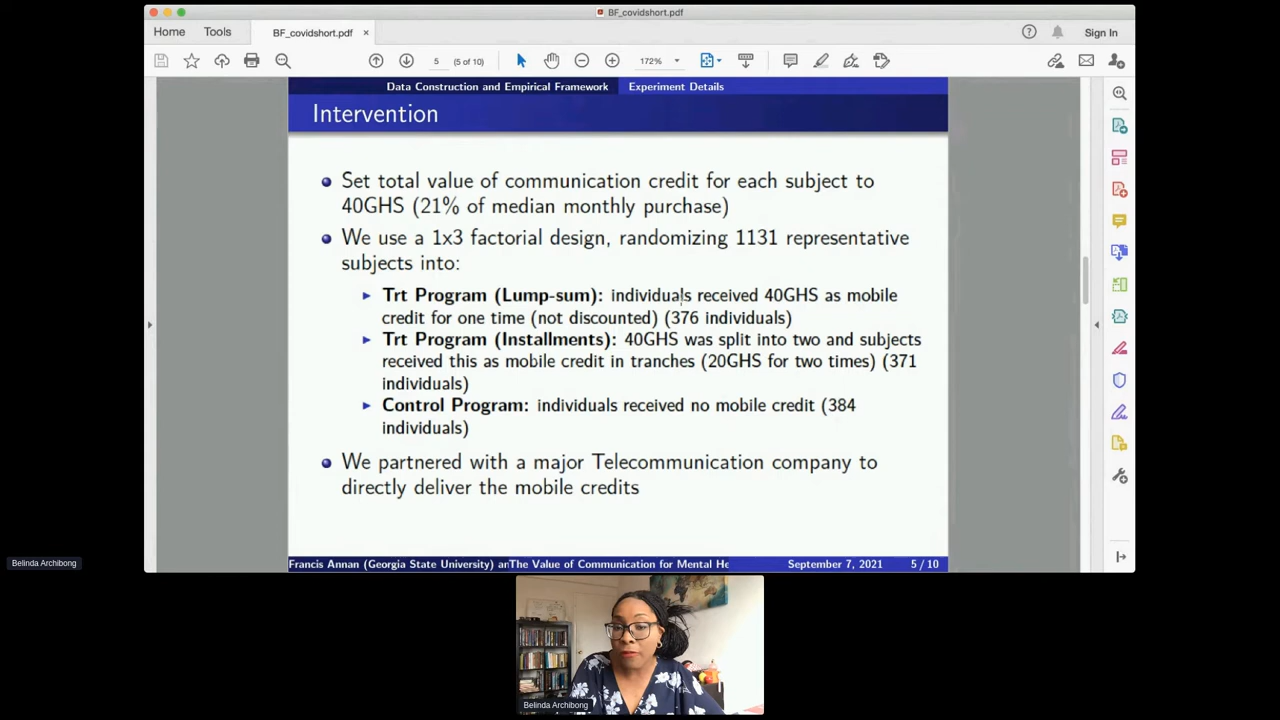 BF_covidshort.pdf
Home
Tools
BF_covidshort.pdf ×
Sign In
5
(5 of 10)
172%
Data Construction and Empirical Framework
Experiment Details
Intervention
Set total value of communication credit for each subject to
40GHS (21% of median monthly purchase)
We use a 1x3 factorial design, randomizing 1131 representative
subjects into:
Trt Program (Lump-sum): individuals received 40GHS as mobile
credit for one time (not discounted) (376 individuals)
Trt Program (Installments): 40GHS was split into two and subjects
received this as mobile credit in tranches (20GHS for two times) (371
individuals)
Control Program: individuals received no mobile credit (384
individuals)
We partnered with a major Telecommunication company to
directly deliver the mobile credits
Francis Annan (Georgia State University) an
The Value of Communication for Mental He
September 7, 2021
5 / 10
Belinda Archibong
Belinda Archibong